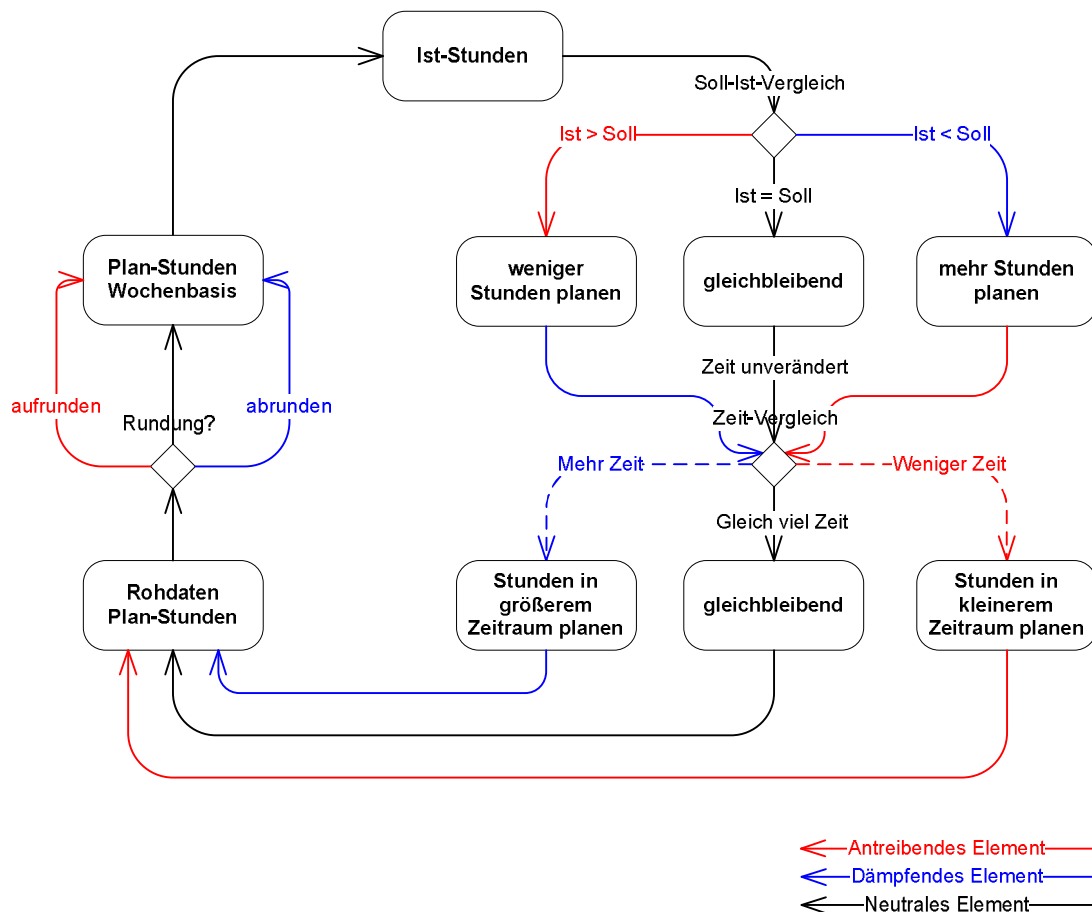 Ist-Stunden
Soll-Ist-Vergleich
Ist > Soll
Ist < Soll
Ist = Soll
Plan-Stunden
Wochenbasis
weniger
Stunden planen
gleichbleibend
mehr Stunden
planen
Zeit unverändert
aufrunden
abrunden
Rundung?
Zeit-Vergleich
Mehr Zeit
Weniger Zeit
Gleich viel Zeit
Rohdaten
Plan-Stunden
Stunden in
größerem
Zeitraum planen
gleichbleibend
Stunden in
kleinerem
Zeitraum planen
Antreibendes Element
Dämpfendes Element
Neutrales Element